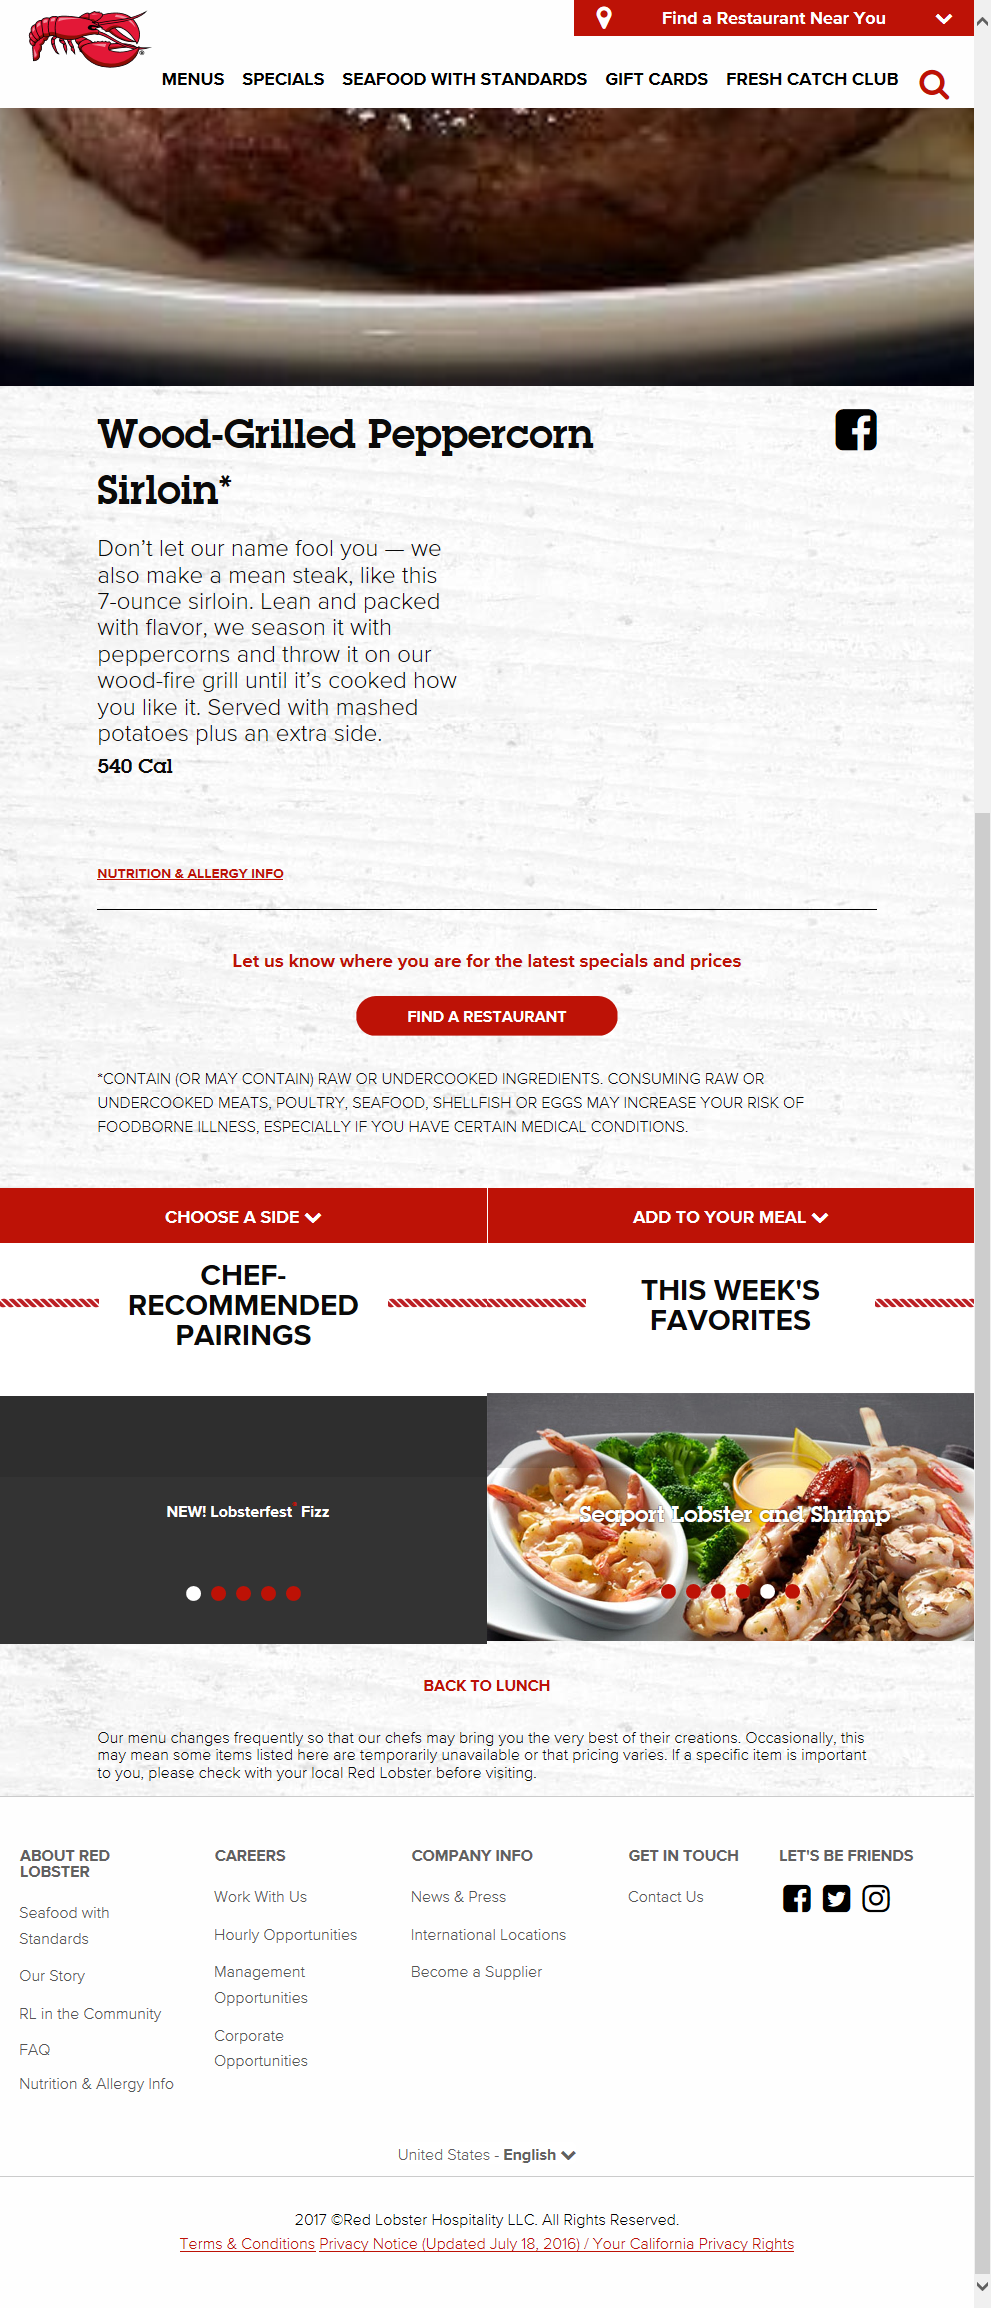 Find a Restaurant Near You
MENUS SPECIALS SEAFOOD WITH STANDARDS GIFT CARDS FRESH CATCH CLUB
Wood-Grilled Peppercorn
Sirloin*
Don’t let our name fool you — we
also make a mean steak, like this
7-ounce sirloin. Lean and packed
with flavor, we season it with
peppercorns and throw it on our
wood-fire grill until it’s cooked how
you like it. Served with mashed
potatoes plus an extra side.
540 Cal
NUTRITION & ALLERGY INFO
Let us know where you are for the latest specials and prices
FIND A RESTAURANT
*CONTAIN (OR MAY CONTAIN) RAW OR UNDERCOOKED INGREDIENTS. CONSUMING RAW OR
UNDERCOOKED MEATS, POULTRY, SEAFOOD, SHELLFISH OR EGGS MAY INCREASE YOUR RISK OF
FOODBORNE ILLNESS, ESPECIALLY IF YOU HAVE CERTAIN MEDICAL CONDITIONS.
CHOOSE A SIDE
ADD TO YOUR MEAL
CHEF-
RECOMMENDED
PAIRINGS
THIS WEEK'S
FAVORITES
NEW! Lobsterfest® Fizz
Seaport Lobster and Shrimp
BACK TO LUNCH
Our menu changes frequently so that our chefs may bring you the very best of their creations. Occasionally, this
may mean some items listed here are temporarily unavailable or that pricing varies. If a specific item is important
to you, please check with your local Red Lobster before visiting.
ABOUT RED
LOBSTER
Seafood with
Standards
Our Story
RL in the Community
FAQ
Nutrition & Allergy Info
CAREERS
Work With Us
Hourly Opportunities
Management
Opportunities
Corporate
Opportunities
COMPANY INFO
News & Press
International Locations
Become a Supplier
GET IN TOUCH
Contact Us
LET'S BE FRIENDS
United States - English
2017 ©Red Lobster Hospitality LLC. All Rights Reserved.
Terms & Conditions Privacy Notice (Updated July 18, 2016) / Your California Privacy Rights